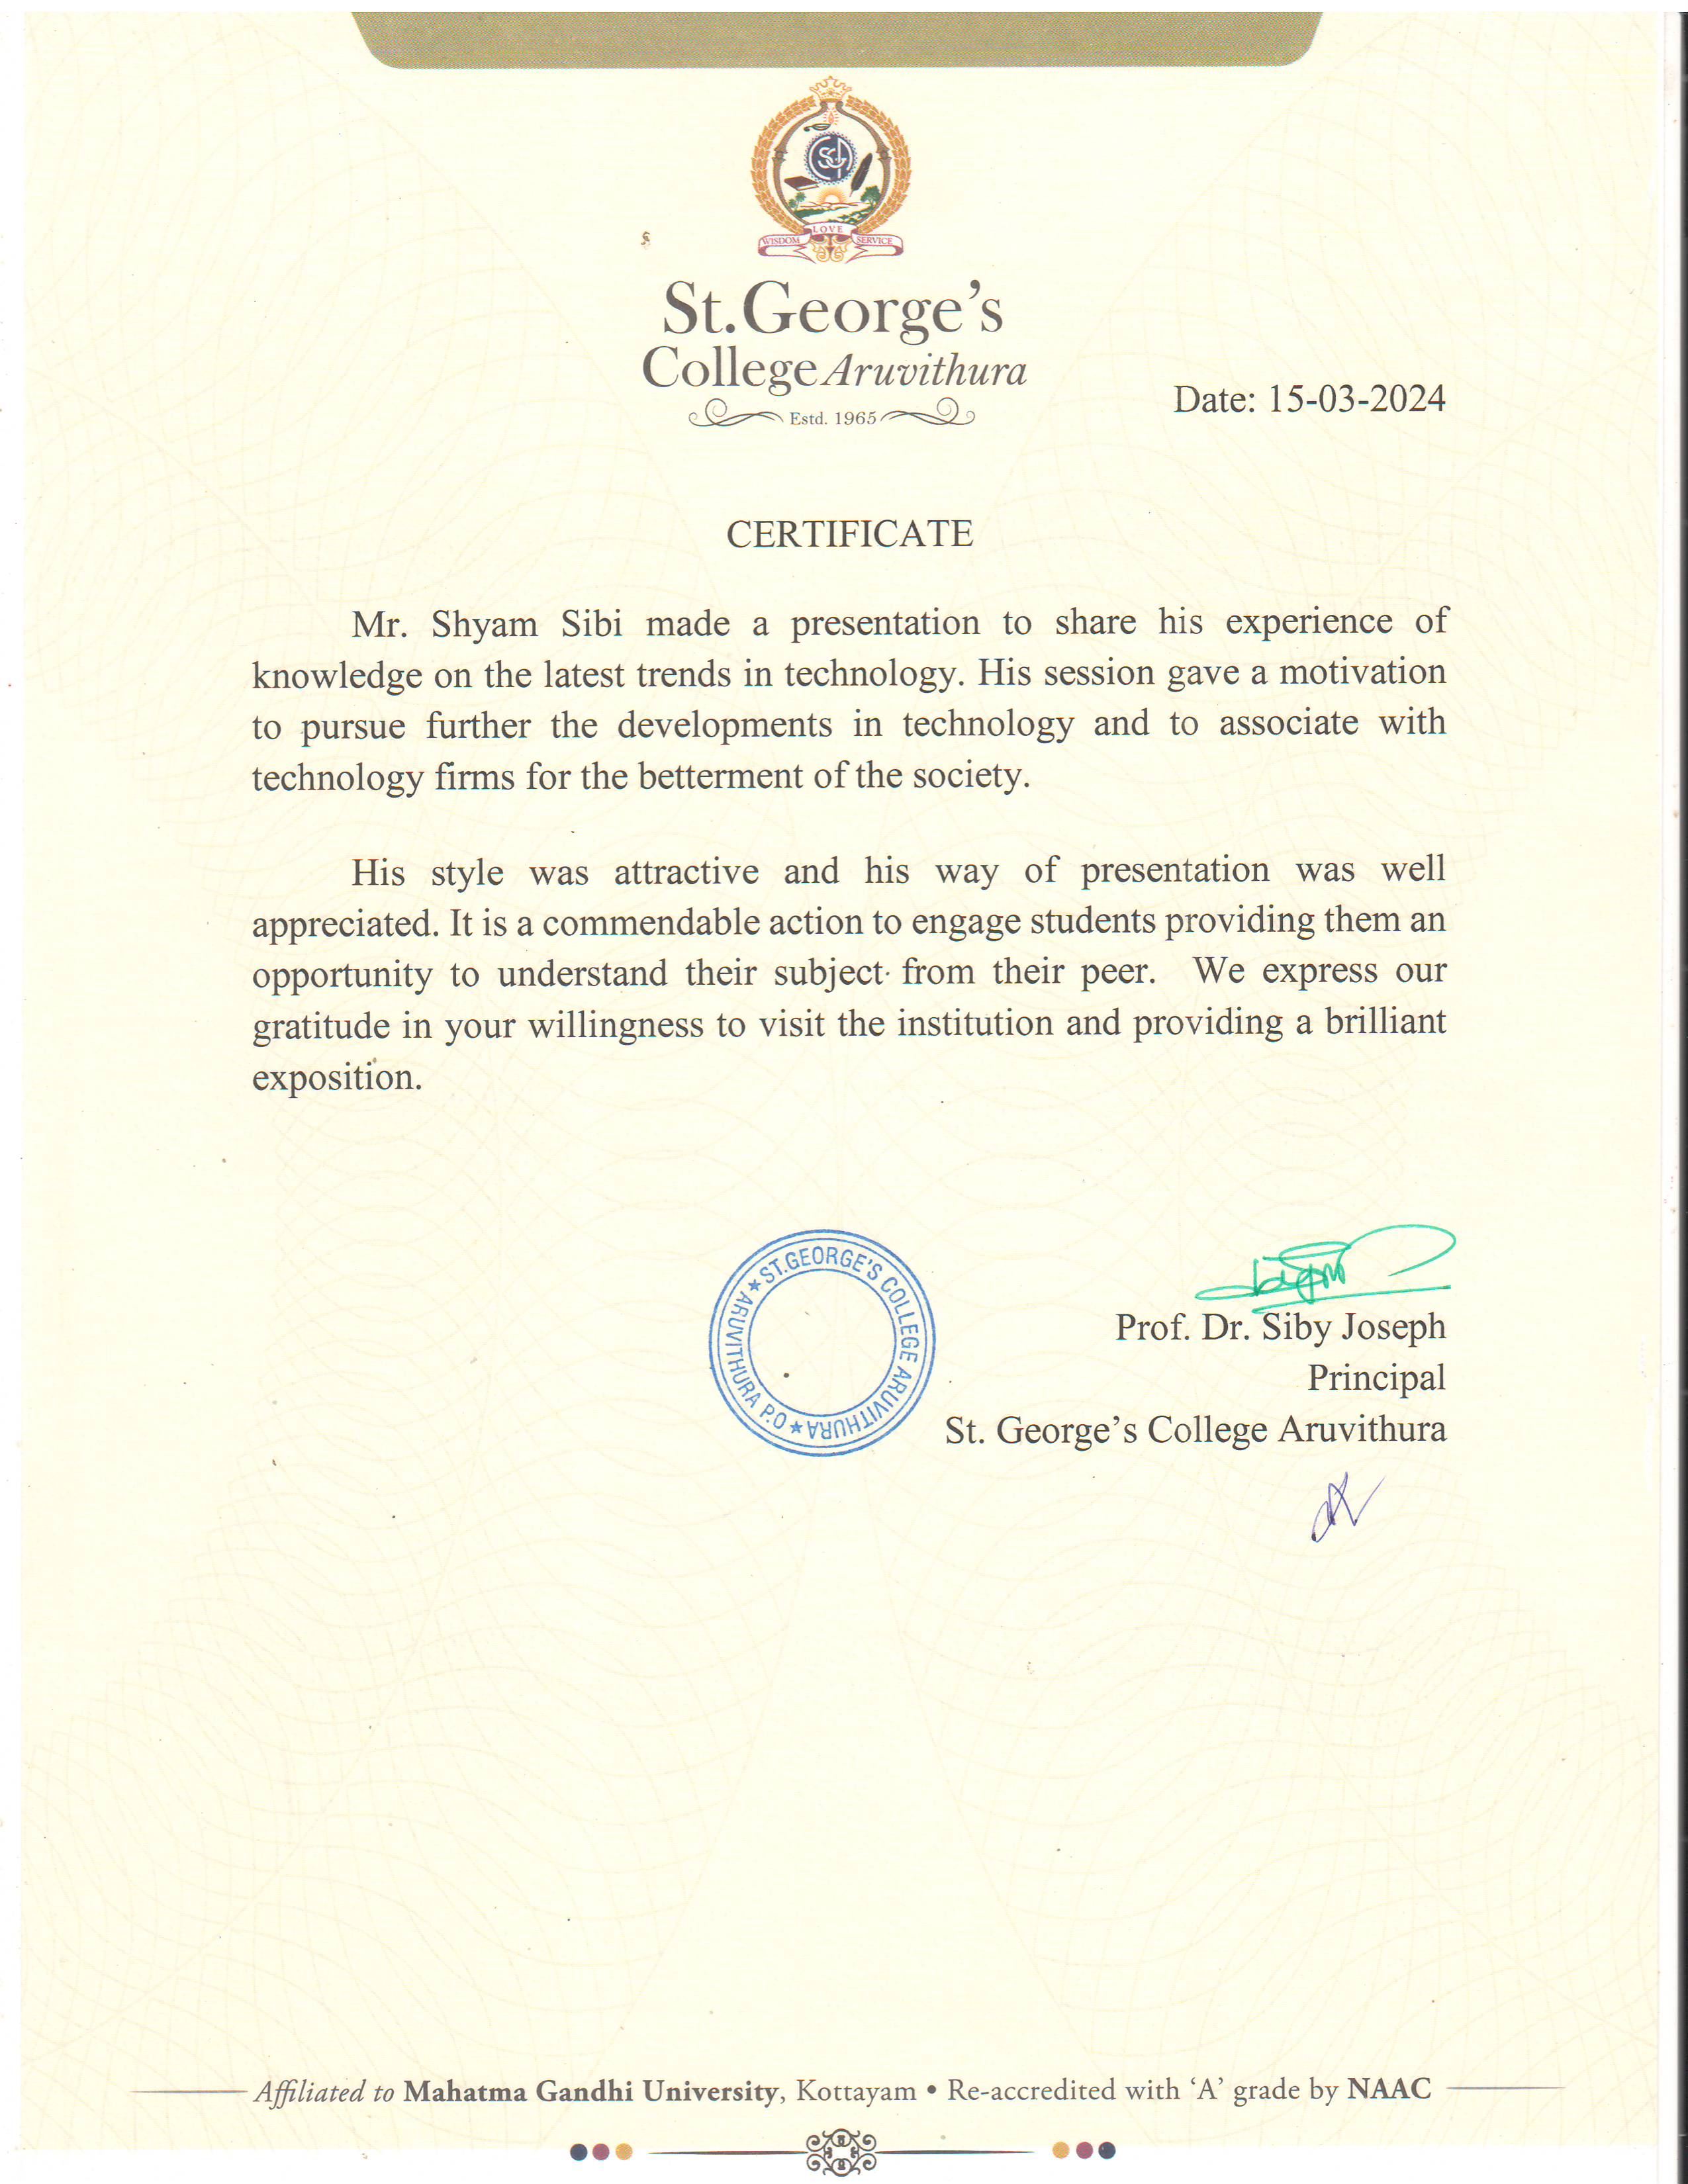 SGC
WISDOM LOVE SERVICE
St.George's
College Aruvithura
Estd. 1965
Date: 15-03-2024
CERTIFICATE
Mr. Shyam Sibi made a presentation to share his experience of
knowledge on the latest trends in technology. His session gave a motivation
to pursue further the developments in technology and to associate with
technology firms for the betterment of the society.
His style was attractive and his way of presentation was well
appreciated. It is a commendable action to engage students providing them an
opportunity to understand their subject from their peer. We express our
gratitude in your willingness to visit the institution and providing a brilliant
exposition.
★ ST.GEORGE'S COLLEGE ARUVITHURA ★ ARUVITHURA P.O
Prof. Dr. Siby Joseph
Principal
St. George's College Aruvithura
Affiliated to Mahatma Gandhi University, Kottayam • Re-accredited with 'A' grade by NAAC